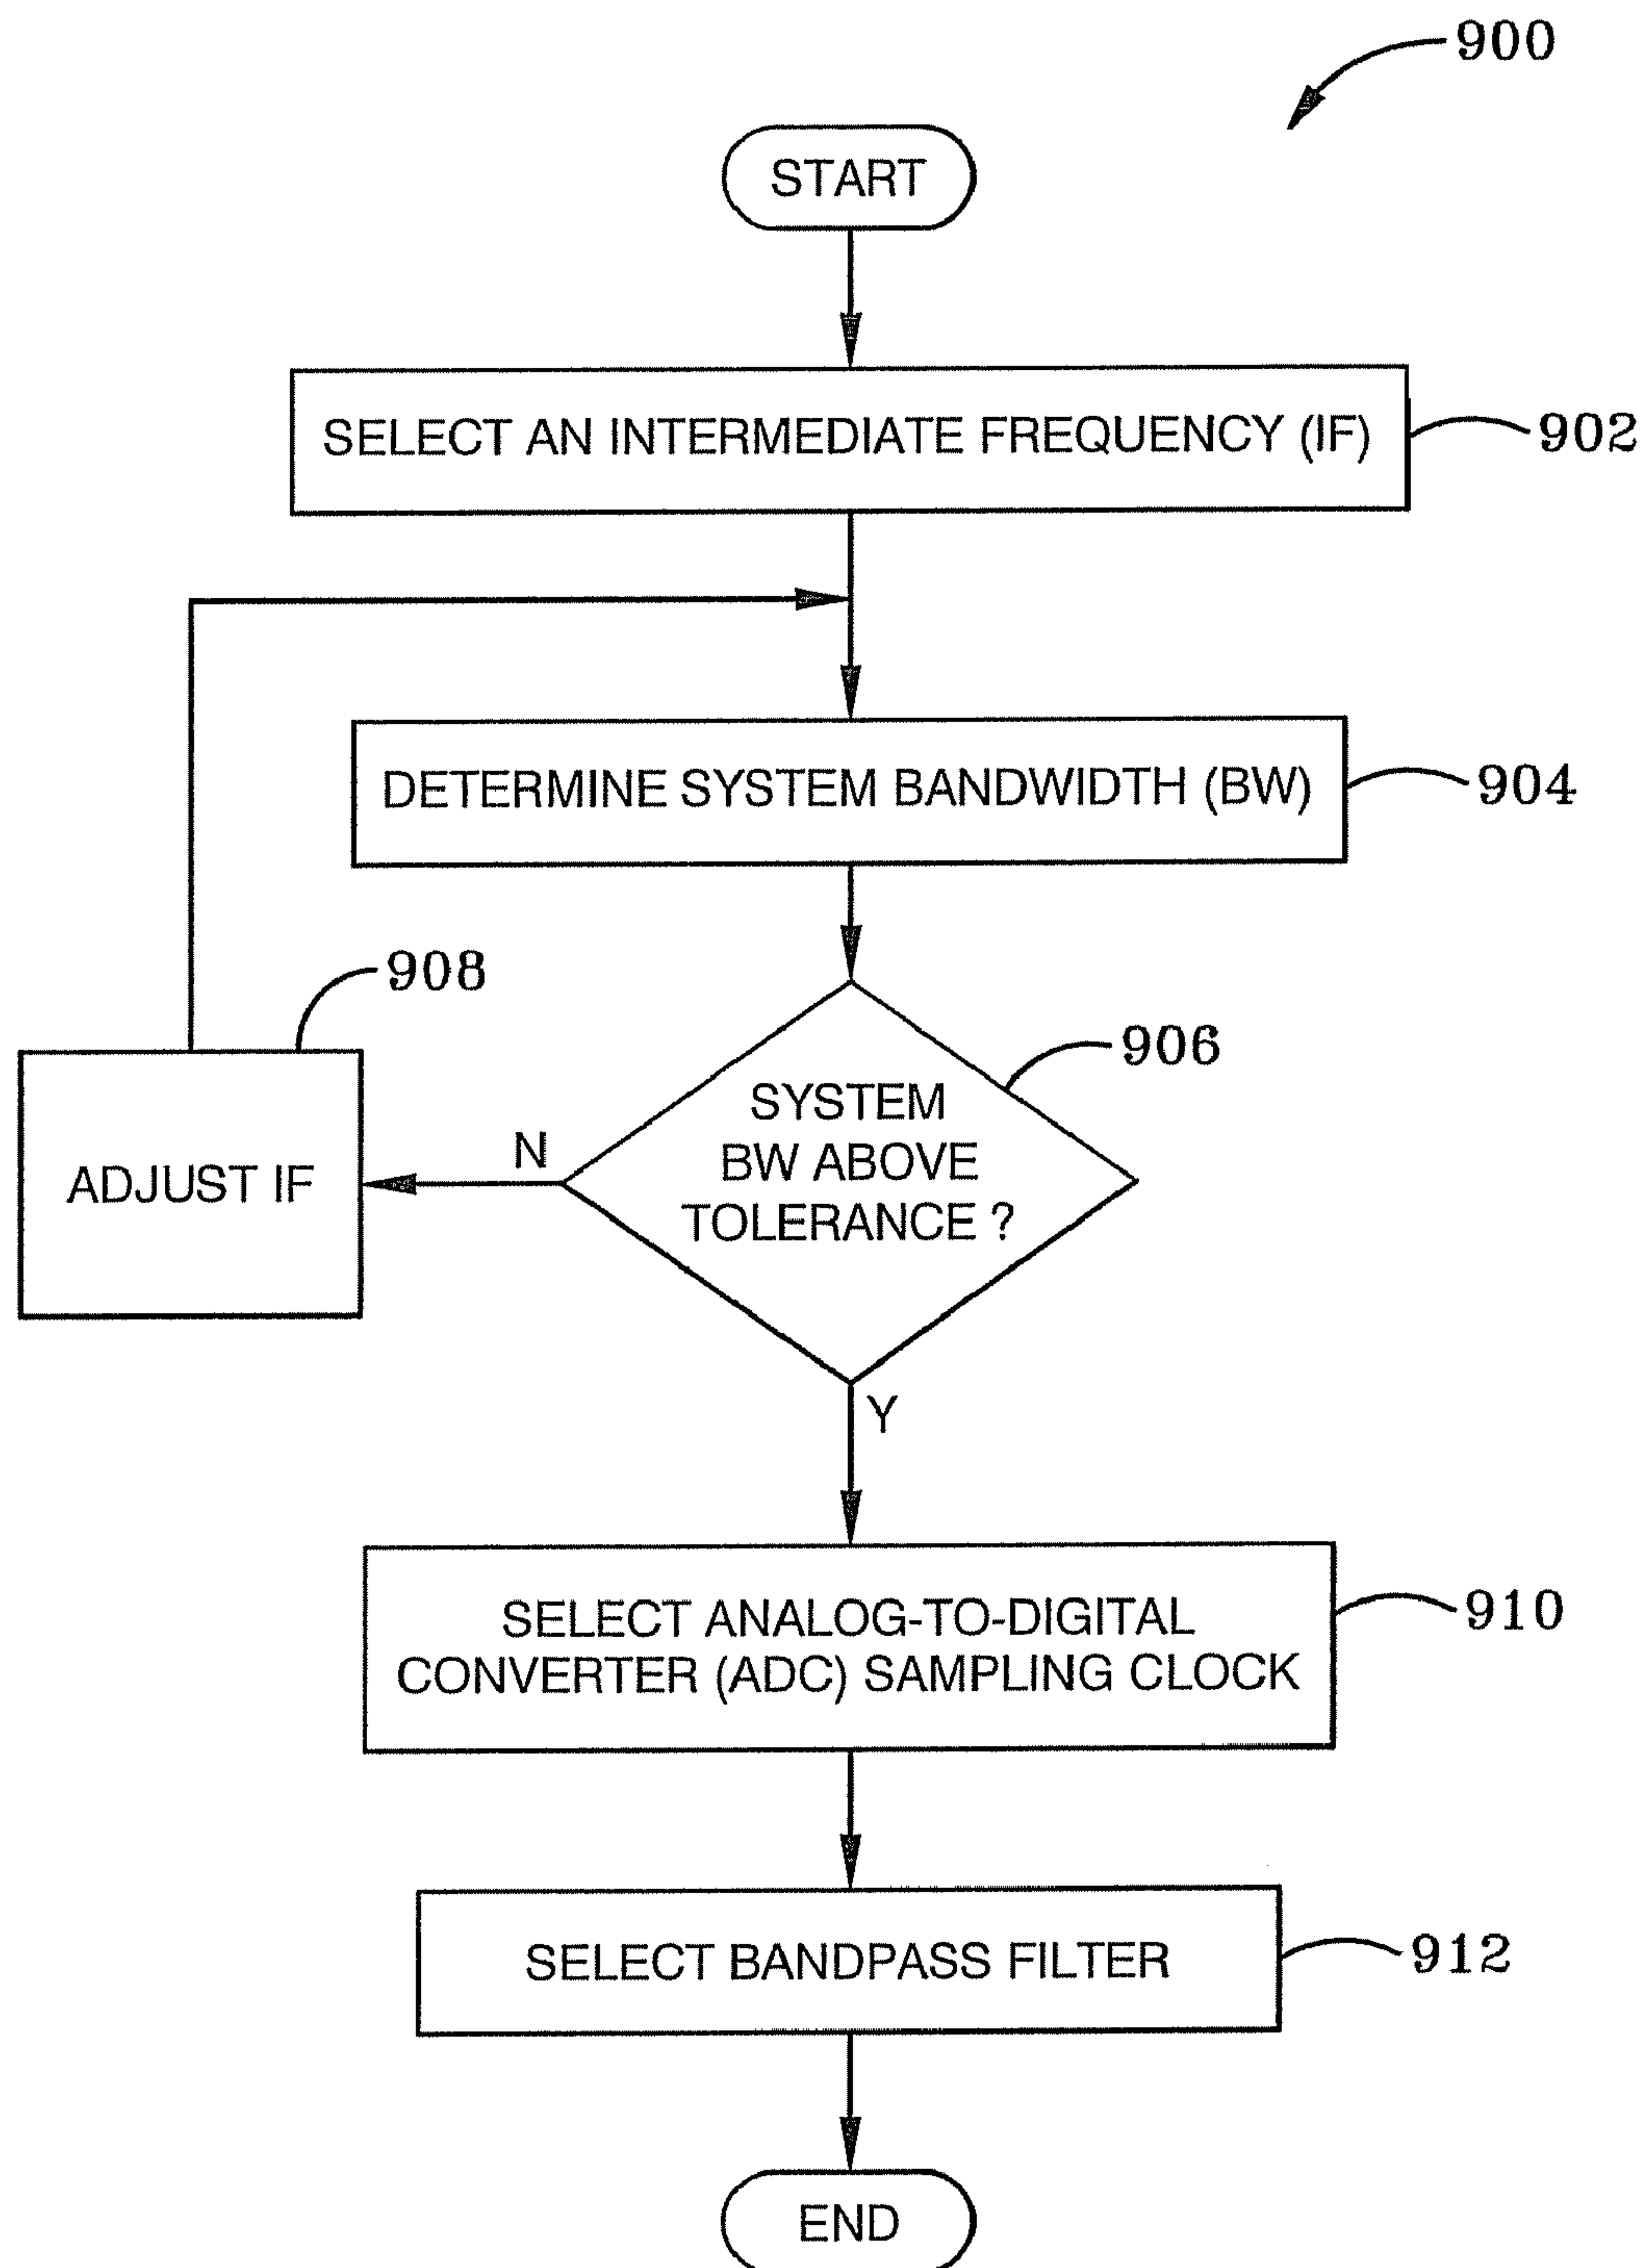 900
START
SELECT AN INTERMEDIATE FREQUENCY (IF)
902
DETERMINE SYSTEM BANDWIDTH (BW)
904
908
906
SYSTEM
BW ABOVE
TOLERANCE ?
N
ADJUST IF
Y
SELECT ANALOG-TO-DIGITAL
CONVERTER (ADC) SAMPLING CLOCK
910
SELECT BANDPASS FILTER
912
END